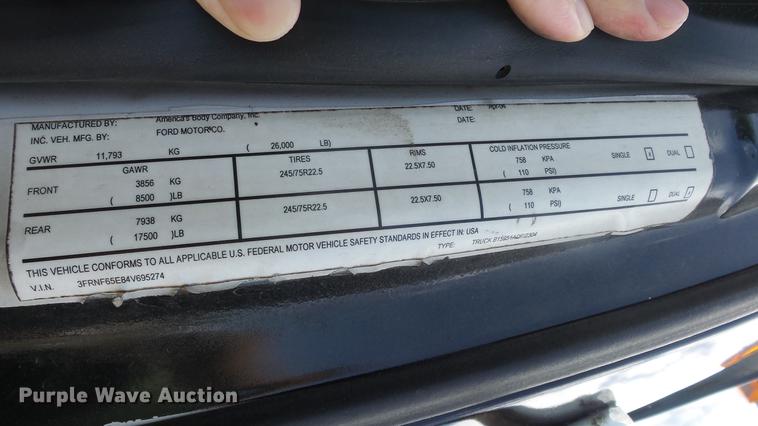 MANUFACTURED BY: America's Body Company, Inc. DATE: Apr-04
INC. VEH. MFG. BY: FORD MOTOR CO. DATE:
GVWR 11,793 KG ( 26,000 LB)
GAWR TIRES RIMS COLD INFLATION PRESSURE
FRONT 3856 KG 245/75R22.5 22.5X7.50 758 KPA SINGLE DUAL
( 8500 )LB ( 110 PSI)
REAR 7938 KG 245/75R22.5 22.5X7.50 758 KPA SINGLE DUAL
( 17500 )LB ( 110 PSI)
THIS VEHICLE CONFORMS TO ALL APPLICABLE U.S. FEDERAL MOTOR VEHICLE SAFETY STANDARDS IN EFFECT IN: USA
V.I.N. 3FRNF65E84V695274 TYPE: TRUCK
Purple Wave Auction